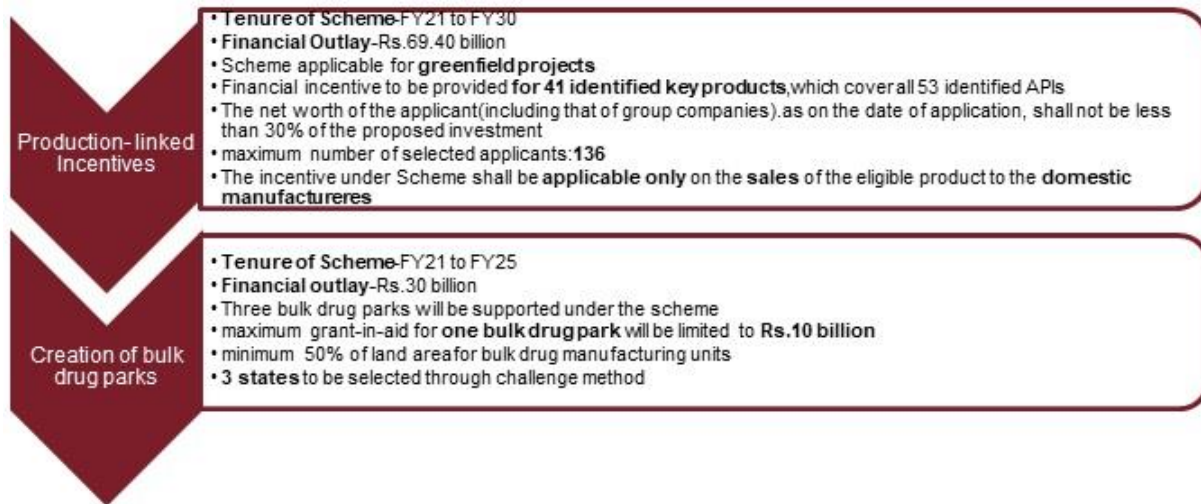 Production-linked
Incentives
• Tenure of Scheme-FY21 to FY30
• Financial Outlay-Rs.69.40 billion
• Scheme applicable for greenfield projects
• Financial incentive to be provided for 41 identified key products,which cover all 53 identified APIs
• The net worth of the applicant(including that of group companies).as on the date of application, shall not be less
than 30% of the proposed investment
• maximum number of selected applicants:136
• The incentive under Scheme shall be applicable only on the sales of the eligible product to the domestic
manufactureres
Creation of bulk
drug parks
• Tenure of Scheme-FY21 to FY25
• Financial outlay-Rs.30 billion
• Three bulk drug parks will be supported under the scheme
• maximum grant-in-aid for one bulk drug park will be limited to Rs.10 billion
• minimum 50% of land area for bulk drug manufacturing units
• 3 states to be selected through challenge method